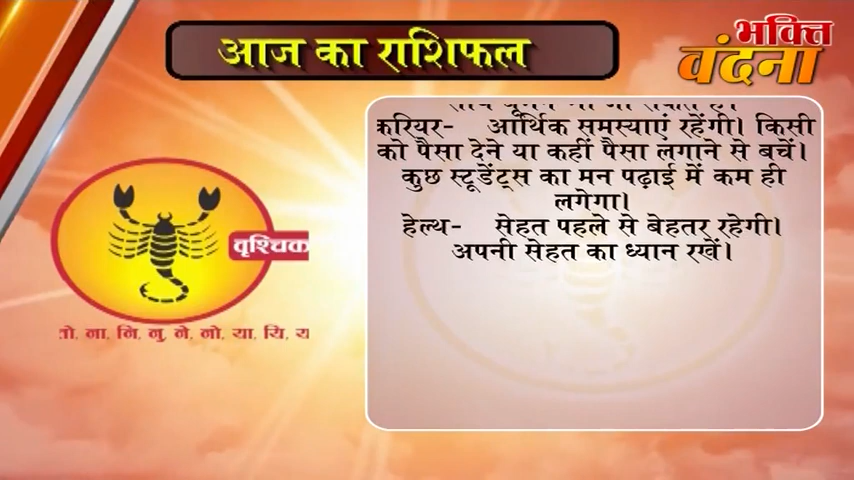 आज का राशिफल
भक्ति
वंदना
करियर- आर्थिक समस्याएं रहेंगी। किसी
को पैसा देने या कहीं पैसा लगाने से बचें।
कुछ स्टूडेंट्स का मन पढ़ाई में कम ही
लगेगा।
हेल्थ- सेहत पहले से बेहतर रहेगी।
अपनी सेहत का ध्यान रखें।
वृश्चिक
ना, नि, नु, ने, नो, या, यि,